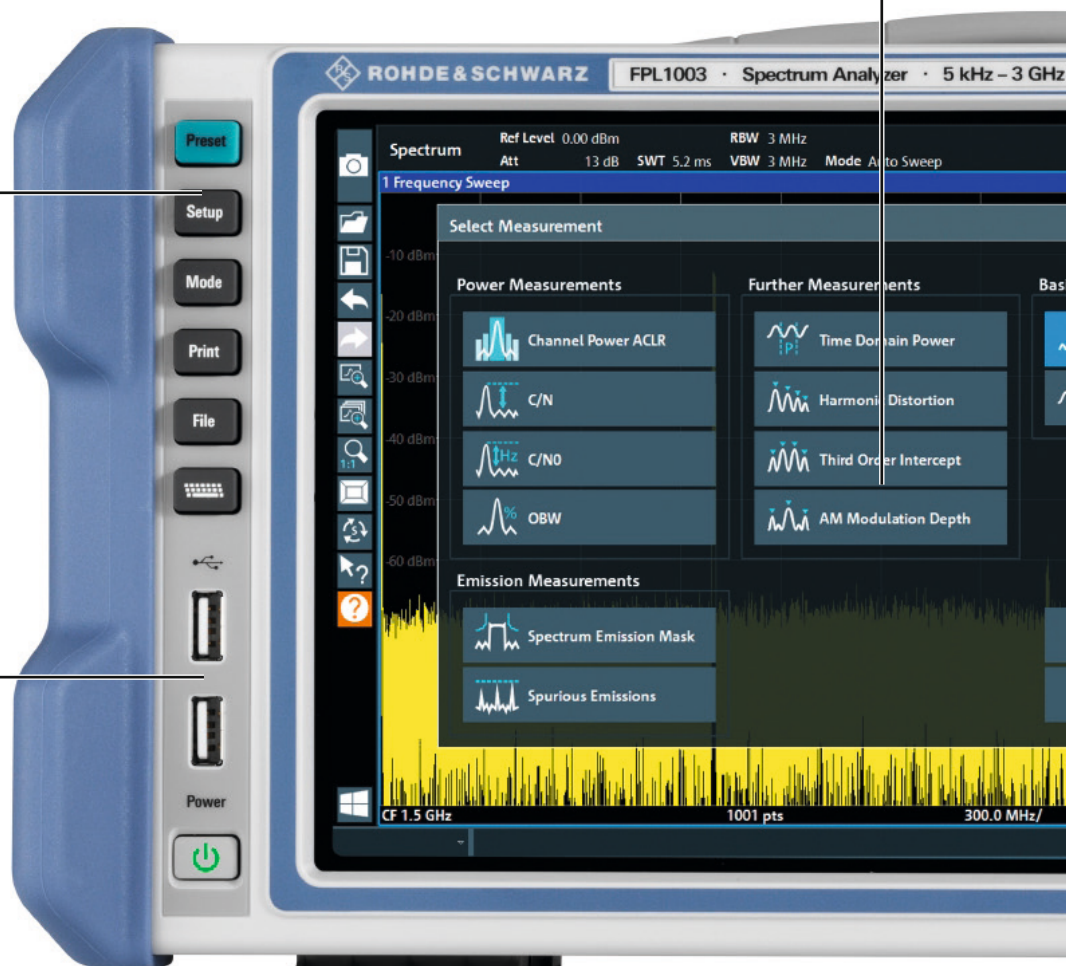 ROHDE&SCHWARZ
FPL1003 · Spectrum Analyzer · 5 kHz – 3 GHz
Preset
Setup
Mode
Print
File
Power
Spectrum
Ref Level 0.00 dBm RBW 3 MHz
Att 13 dB SWT 5.2 ms VBW 3 MHz Mode Auto Sweep
1 Frequency Sweep
Select Measurement
-10 dBm
-20 dBm
-30 dBm
-40 dBm
-50 dBm
-60 dBm
Power Measurements
Channel Power ACLR
C/N
Hz C/N0
% OBW
Further Measurements
P Time Domain Power
Harmonic Distortion
Third Order Intercept
AM Modulation Depth
Bas
Emission Measurements
Spectrum Emission Mask
Spurious Emissions
1:1
S
?
?
CF 1.5 GHz 1001 pts 300.0 MHz/